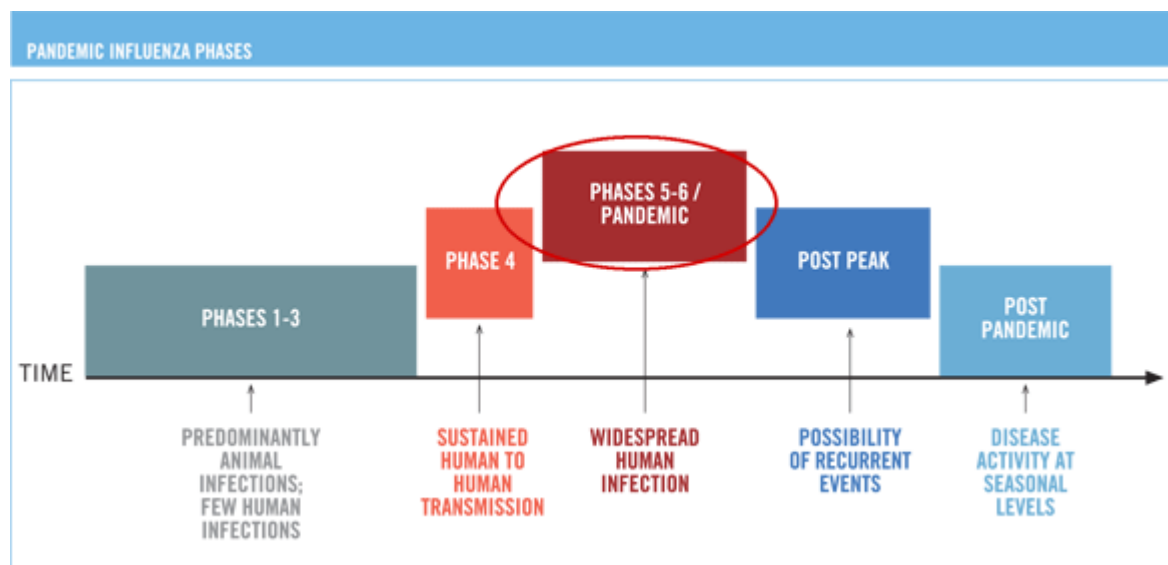 PANDEMIC INFLUENZA PHASES
PHASES 5-6 /
PANDEMIC
PHASE 4
POST PEAK
PHASES 1-3
POST
PANDEMIC
TIME
PREDOMINANTLY
ANIMAL
INFECTIONS;
FEW HUMAN
INFECTIONS
SUSTAINED
HUMAN TO
HUMAN
TRANSMISSION
WIDESPREAD
HUMAN
INFECTION
POSSIBILITY
OF RECURRENT
EVENTS
DISEASE
ACTIVITY AT
SEASONAL
LEVELS